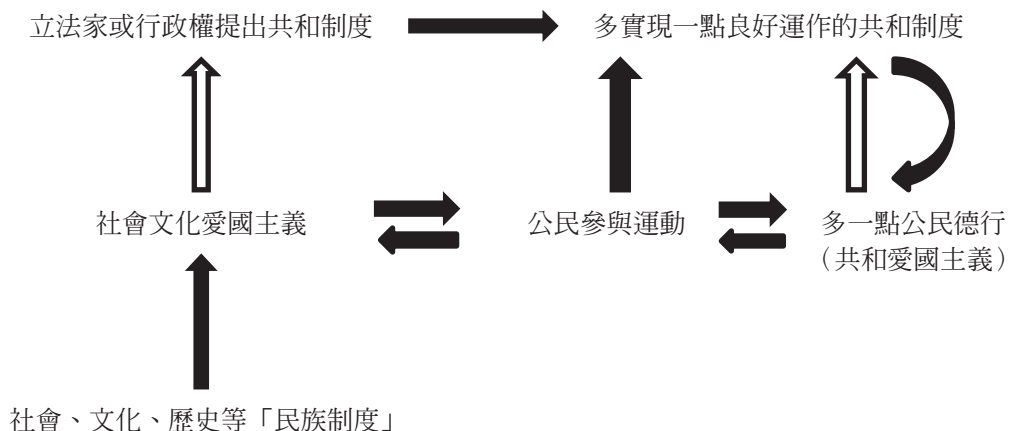 立法家或行政權提出共和制度
多實現一點良好運作的共和制度
社會文化愛國主義
公民參與運動
多一點公民德行
（共和愛國主義）
社會、文化、歷史等「民族制度」